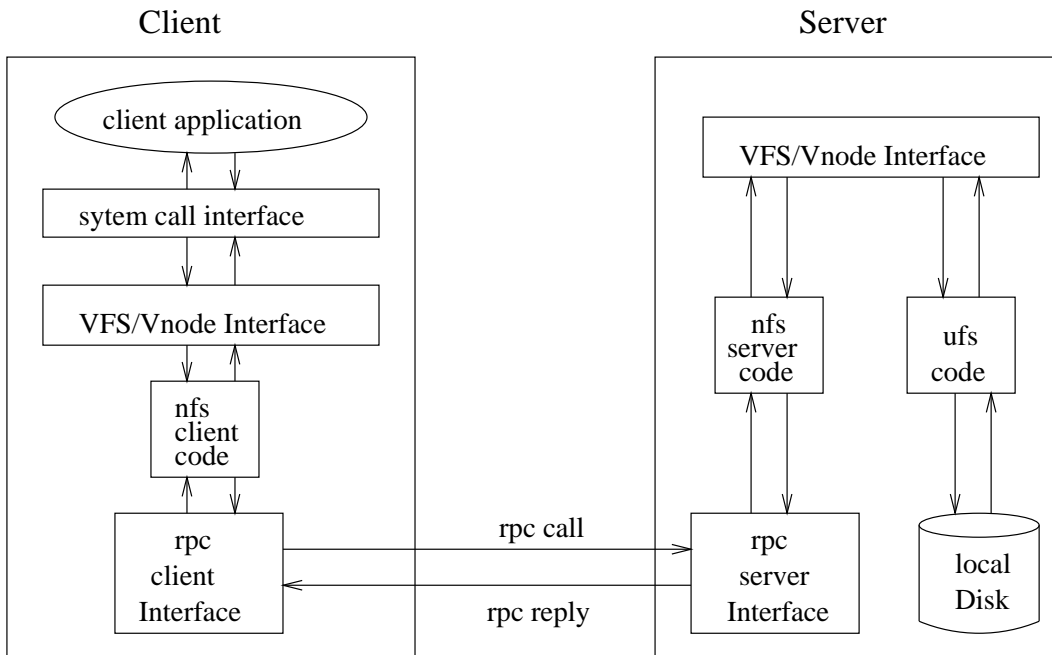 Client
Server
client application
sytem call interface
VFS/Vnode Interface
nfs
client
code
rpc
client
Interface
rpc call
rpc reply
VFS/Vnode Interface
nfs
server
code
ufs
code
rpc
server
Interface
local
Disk